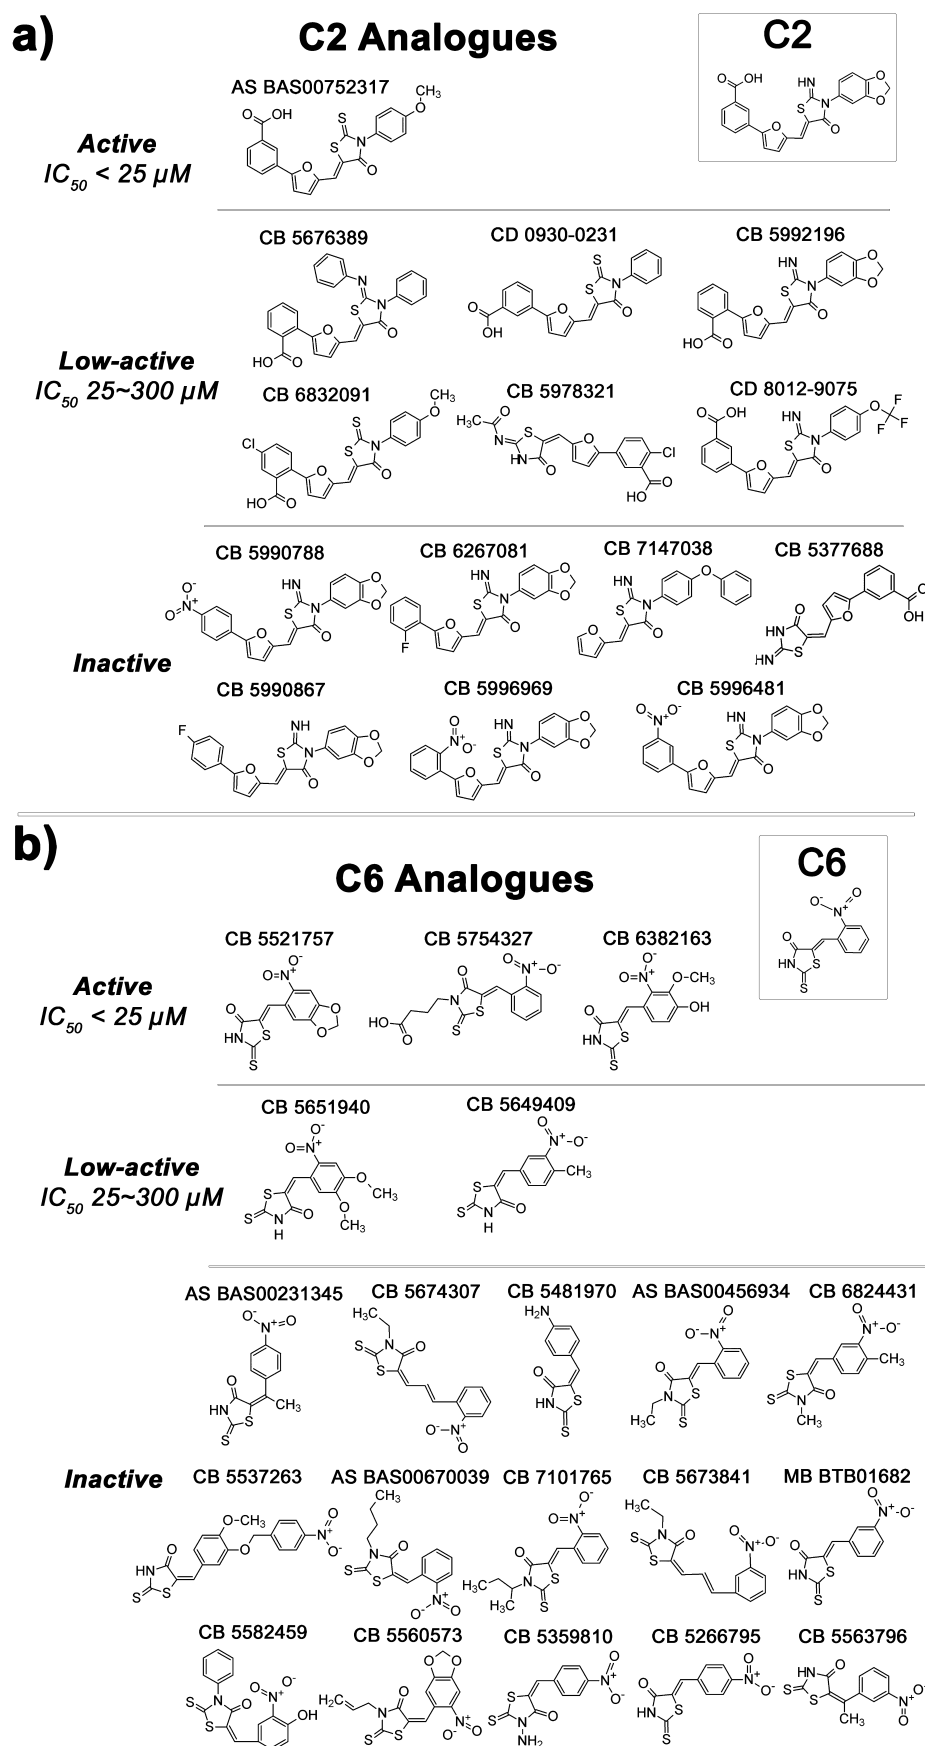 a)
C2 Analogues
C2
AS BAS00752317
Active
IC50 < 25 µM
CB 5676389
CD 0930-0231
CB 5992196
Low-active
IC50 25~300 µM
CB 6832091
CB 5978321
CD 8012-9075
CB 5990788
CB 6267081
CB 7147038
CB 5377688
Inactive
CB 5990867
CB 5996969
CB 5996481
b)
C6 Analogues
C6
CB 5521757
CB 5754327
CB 6382163
Active
IC50 < 25 µM
CB 5651940
CB 5649409
Low-active
IC50 25~300 µM
AS BAS00231345
CB 5674307
CB 5481970
AS BAS00456934
CB 6824431
Inactive
CB 5537263
AS BAS00670039
CB 7101765
CB 5673841
MB BTB01682
CB 5582459
CB 5560573
CB 5359810
CB 5266795
CB 5563796